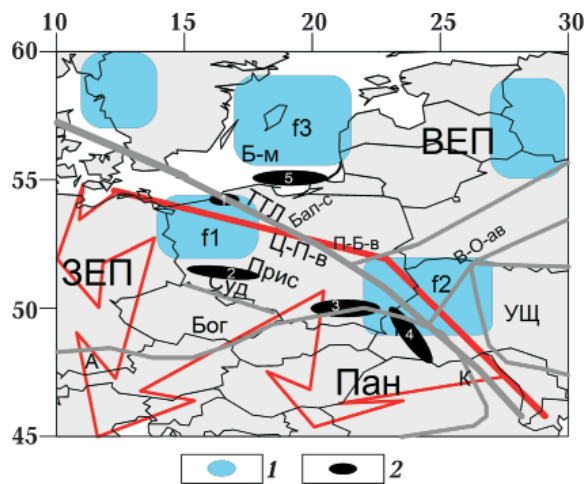 10 15 20 25 30
60
55
50
45
f3
Б-м
ВЕП
5
ТЛ
Бал-с
f1
Ц-П-в
П-Б-в
В-О-ав
ЗЕП
2
Прис
Суд
f2
3
УЩ
Бог
4
А
Пан
К
1
2